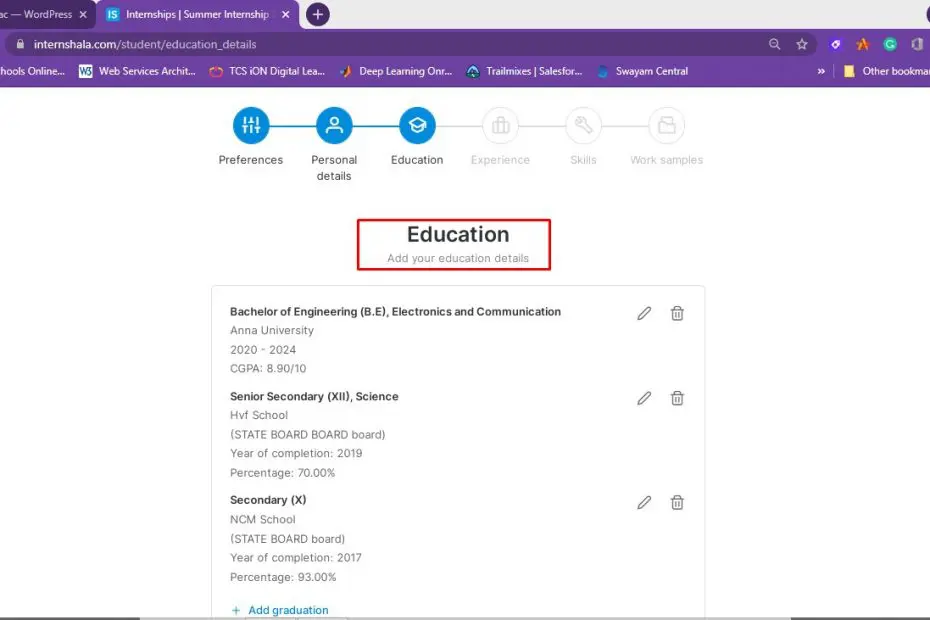 ac — WordPress
Internships | Summer Internship
internshala.com/student/education_details
hools Online...
Web Services Archit...
TCS iON Digital Lea...
Deep Learning Onr...
Trailmixes | Salesfor...
Swayam Central
»
Other bookma
Preferences
Personal
details
Education
Experience
Skills
Work samples
Education
Add your education details
Bachelor of Engineering (B.E), Electronics and Communication
Anna University
2020 - 2024
CGPA: 8.90/10
Senior Secondary (XII), Science
Hvf School
(STATE BOARD BOARD board)
Year of completion: 2019
Percentage: 70.00%
Secondary (X)
NCM School
(STATE BOARD board)
Year of completion: 2017
Percentage: 93.00%
+ Add graduation